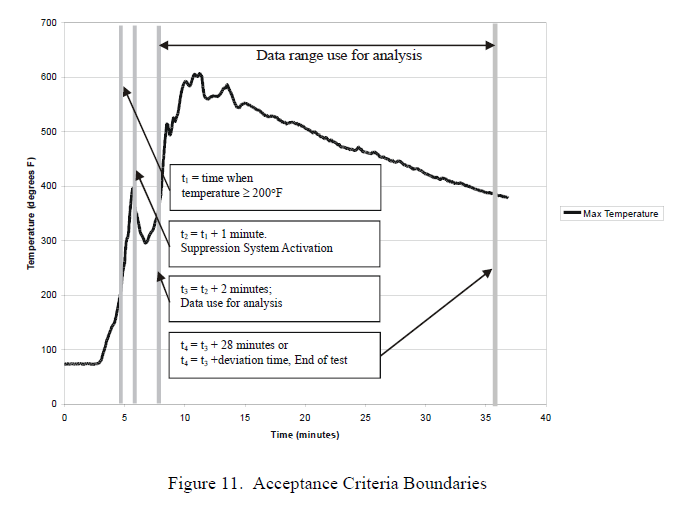 700
600
500
400
300
200
100
0
Temperature (degrees F)
Data range use for analysis
t₁ = time when
temperature ≥ 200°F
t₂ = t₁ + 1 minute.
Suppression System Activation
t₃ = t₂ + 2 minutes;
Data use for analysis
t₄ = t₃ + 28 minutes or
t₄ = t₃ +deviation time, End of test
Max Temperature
0 5 10 15 20 25 30 35 40
Time (minutes)
Figure 11. Acceptance Criteria Boundaries